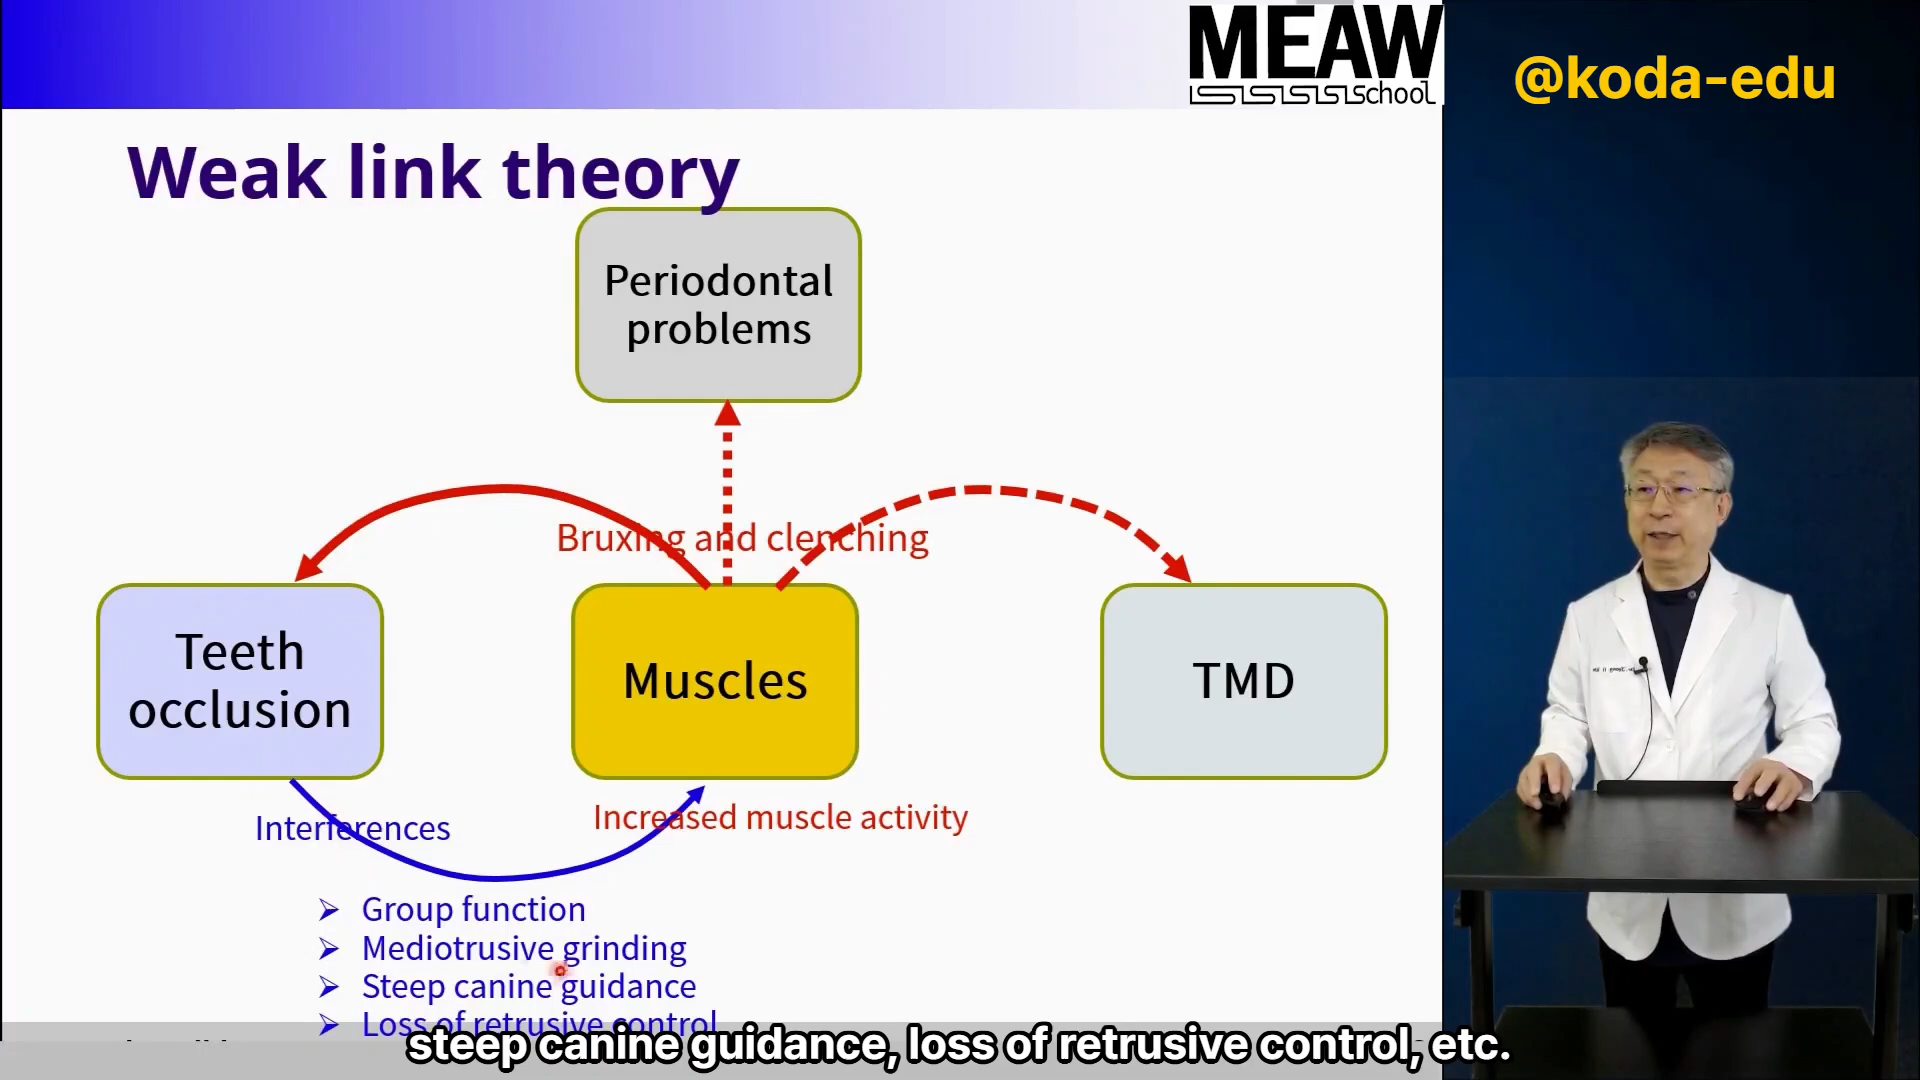 MEAW
school
@koda-edu
Weak link theory
Periodontal
problems
Bruxing and clenching
Teeth
occlusion
Muscles
TMD
Interferences
Increased muscle activity
➢ Group function
➢ Mediotrusive grinding
➢ Steep canine guidance
➢ Loss of retrusive control
steep canine guidance, loss of retrusive control, etc.